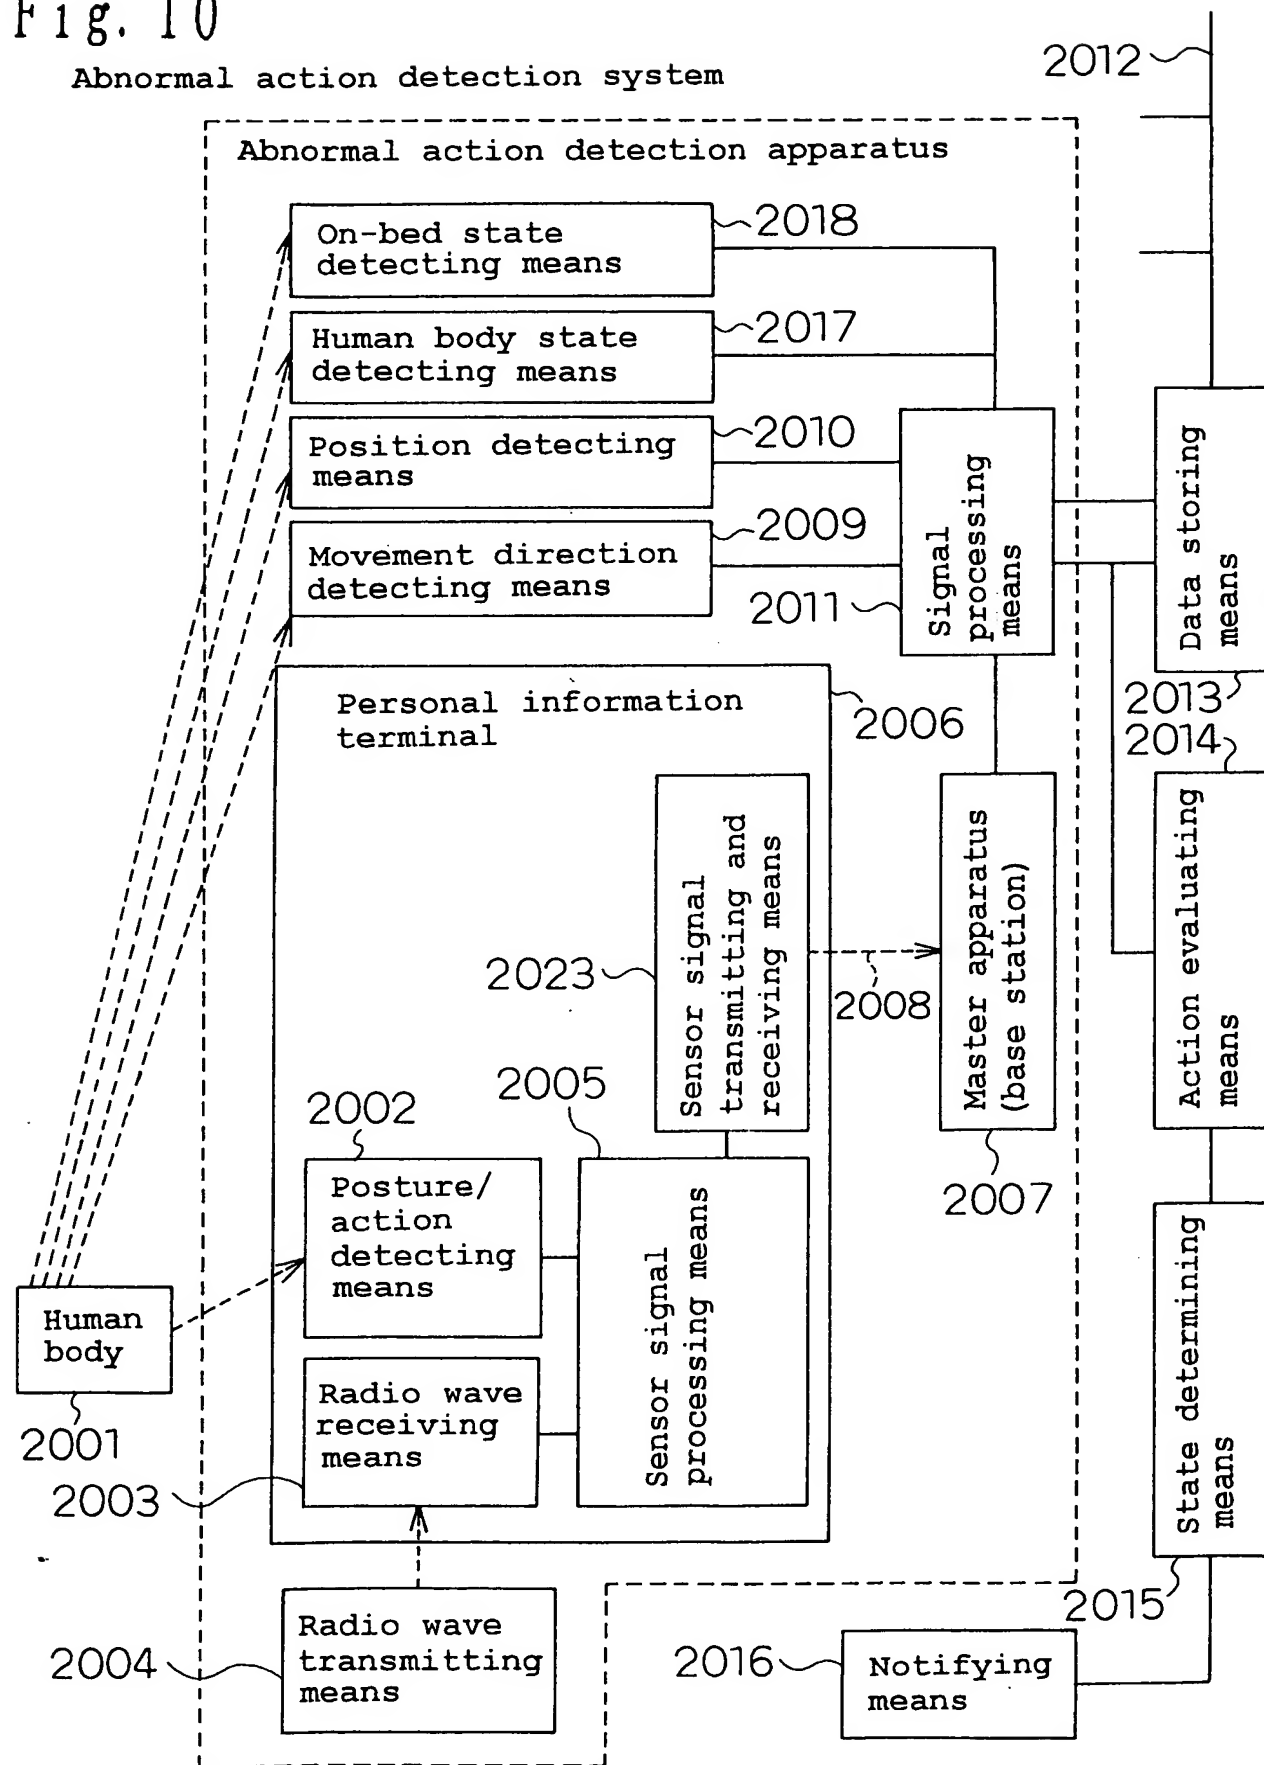 Fig. 10
Abnormal action detection system
2012
Abnormal action detection apparatus
On-bed state
detecting means
2018
Human body state
detecting means
2017
Position detecting
means
2010
Movement direction
detecting means
2009
2011
Signal
processing
means
Data storing
means
2013
Personal information
terminal
2006
2014
Sensor signal
transmitting and
receiving means
2023
2008
Master apparatus
(base station)
2007
Action evaluating
means
2002
2005
Posture/
action
detecting
means
Sensor signal
processing means
Human
body
2001
Radio wave
receiving
means
2003
State determining
means
2015
Radio wave
transmitting
means
2004
2016
Notifying
means